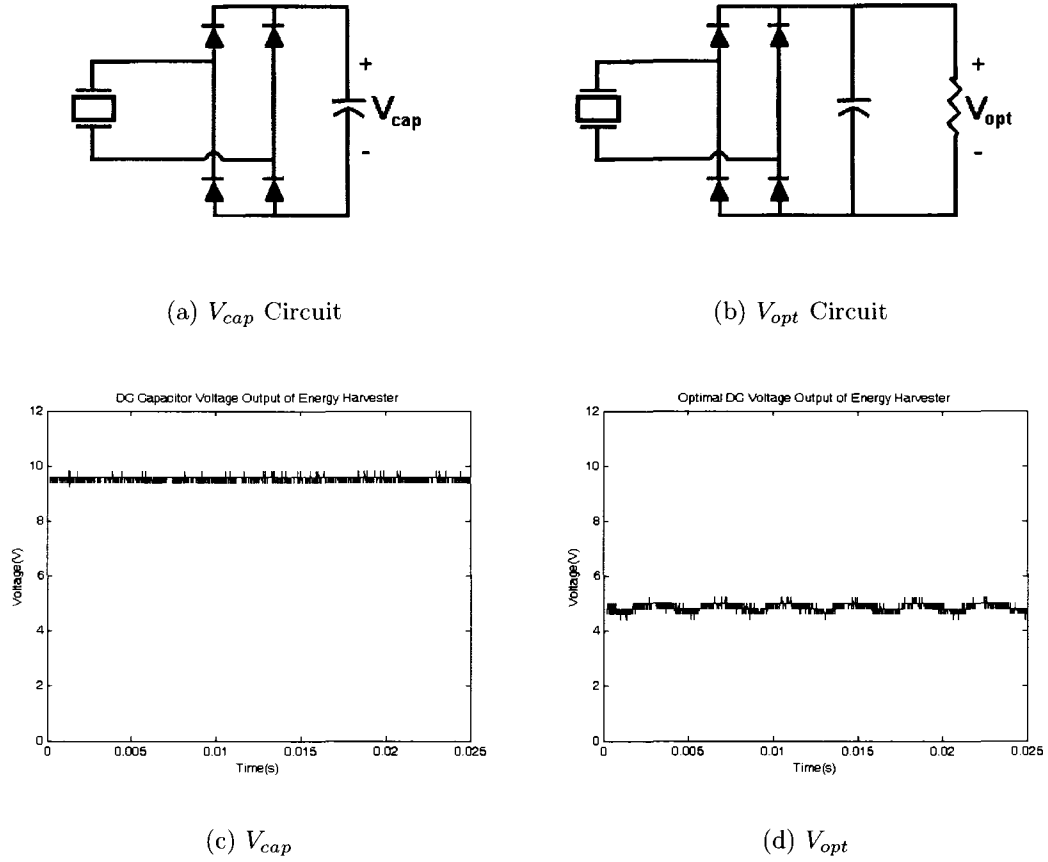 +
V_cap
-
+
V_opt
-
(a) V_cap Circuit
(b) V_opt Circuit
DC Capacitor Voltage Output of Energy Harvester
12
10
8
6
4
2
0
Voltage(V)
0
0.005
0.01
0.015
0.02
0.025
Time(s)
Optimal DC Voltage Output of Energy Harvester
12
10
8
6
4
2
0
Voltage(V)
0
0.005
0.01
0.015
0.02
0.025
Time(s)
(c) V_cap
(d) V_opt